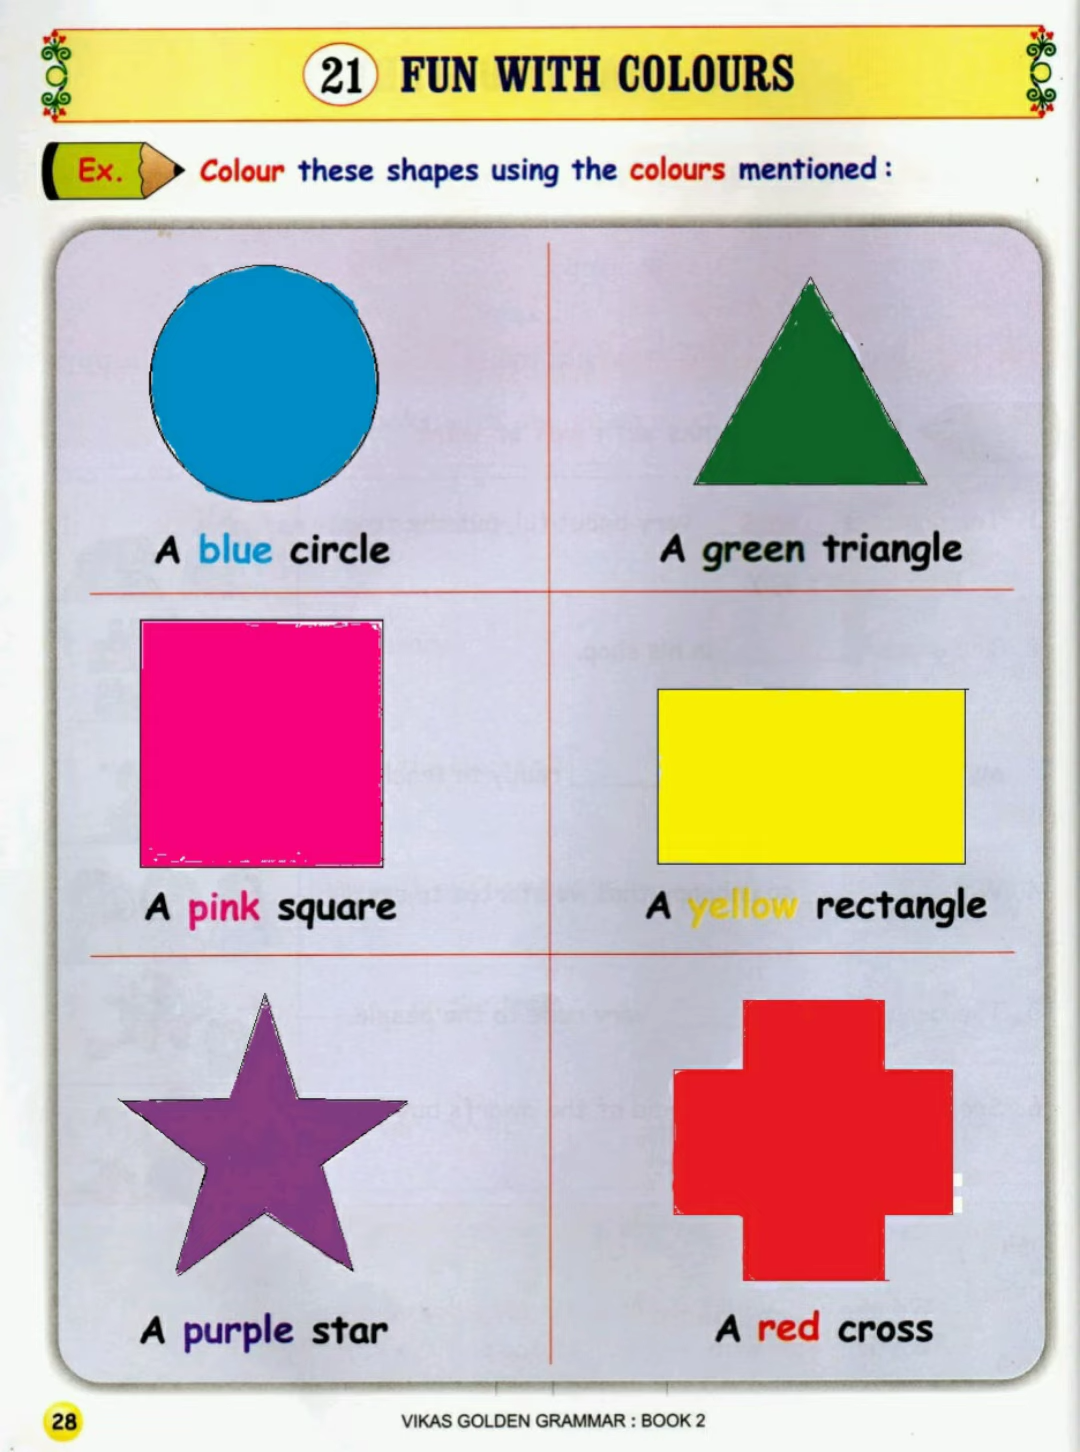 21 FUN WITH COLOURS
Ex. Colour these shapes using the colours mentioned :
A blue circle
A green triangle
A pink square
A yellow rectangle
A purple star
A red cross
28
VIKAS GOLDEN GRAMMAR : BOOK 2